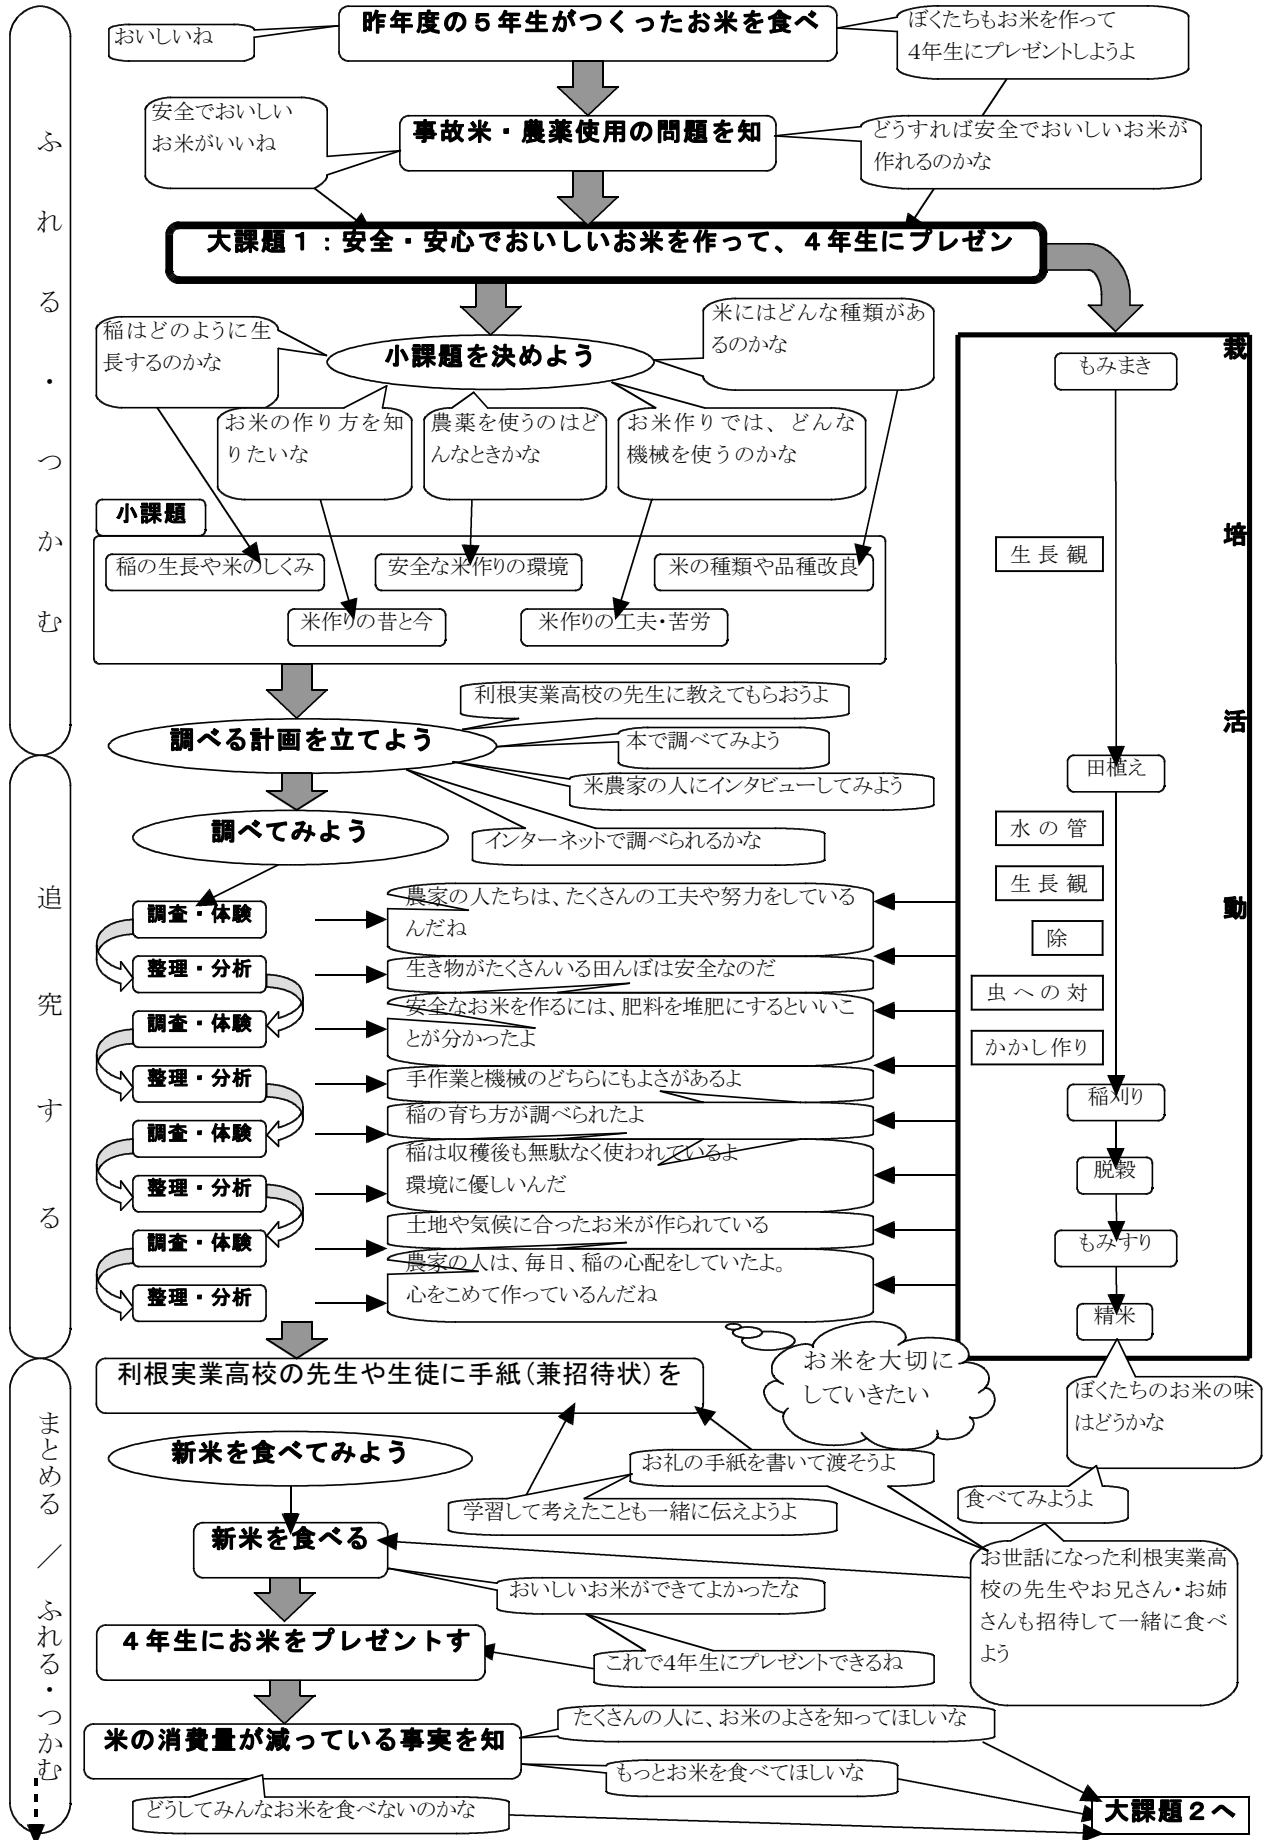 昨年度の５年生がつくったお米を食べ
おいしいね
ぼくたちもお米を作って
4年生にプレゼントしようよ
安全でおいしい
お米がいいね
事故米・農薬使用の問題を知
どうすれば安全でおいしいお米が
作れるのかな
大課題１：安全・安心でおいしいお米を作って、４年生にプレゼン
ふれる・つかむ
稲はどのように生
長するのかな
小課題を決めよう
米にはどんな種類があ
るのかな
お米の作り方を知
りたいな
農薬を使うのはど
んなときかな
お米作りでは、どんな
機械を使うのかな
小課題
稲の生長や米のしくみ
安全な米作りの環境
米の種類や品種改良
米作りの昔と今
米作りの工夫・苦労
栽培活動
もみまき
生長観
田植え
水の管
生長観
除
虫への対
かかし作り
稲刈り
脱穀
もみすり
精米
利根実業高校の先生に教えてもらおうよ
調べる計画を立てよう
本で調べてみよう
米農家の人にインタビューしてみよう
調べてみよう
インターネットで調べられるかな
追究する
調査・体験
整理・分析
調査・体験
整理・分析
調査・体験
整理・分析
調査・体験
整理・分析
農家の人たちは、たくさんの工夫や努力をしている
んだね
生き物がたくさんいる田んぼは安全なのだ
安全なお米を作るには、肥料を堆肥にするといいこ
とが分かったよ
手作業と機械のどちらにもよさがあるよ
稲の育ち方が調べられたよ
稲は収穫後も無駄なく使われているよ
環境に優しいんだ
土地や気候に合ったお米が作られている
農家の人は、毎日、稲の心配をしていたよ。
心をこめて作っているんだね
お米を大切に
していきたい
利根実業高校の先生や生徒に手紙（兼招待状）を
ぼくたちのお米の味
はどうかな
まとめる／ふれる・つかむ
新米を食べてみよう
お礼の手紙を書いて渡そうよ
学習して考えたことも一緒に伝えようよ
食べてみようよ
新米を食べる
お世話になった利根実業高
校の先生やお兄さん・お姉
さんも招待して一緒に食べ
よう
おいしいお米ができてよかったな
４年生にお米をプレゼントす
これで4年生にプレゼントできるね
米の消費量が減っている事実を知
たくさんの人に、お米のよさを知ってほしいな
もっとお米を食べてほしいな
どうしてみんなお米を食べないのかな
大課題２へ